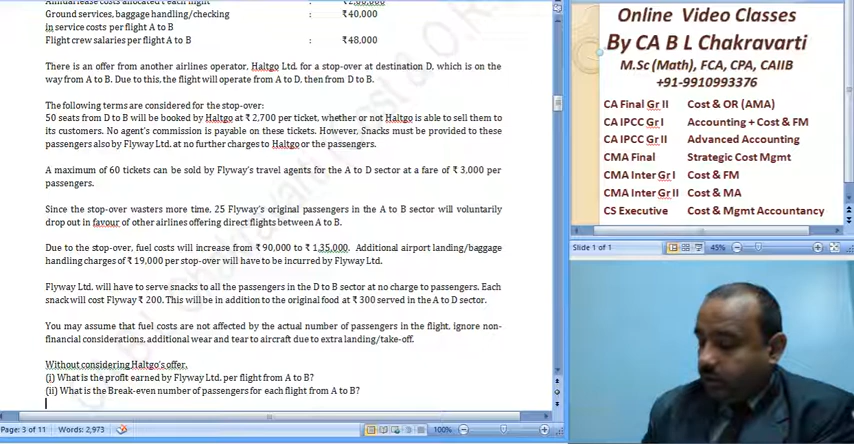 Annual lease costs allocated t each flight : ₹2,00,000
Ground services, baggage handling/checking : ₹40,000
in service costs per flight A to B
Flight crew salaries per flight A to B : ₹48,000
There is an offer from another airlines operator, Haltgo Ltd. for a stop-over at destination D, which is on the
way from A to B. Due to this, the flight will operate from A to D, then from D to B.
The following terms are considered for the stop-over:
50 seats from D to B will be booked by Haltgo at ₹ 2,700 per ticket, whether or not Haltgo is able to sell them to
its customers. No agent's commission is payable on these tickets. However, Snacks must be provided to these
passengers also by Flyway Ltd. at no further charges to Haltgo or the passengers.
A maximum of 60 tickets can be sold by Flyway's travel agents for the A to D sector at a fare of ₹ 3,000 per
passengers.
Since the stop-over wasters more time, 25 Flyway's original passengers in the A to B sector will voluntarily
drop out in favour of other airlines offering direct flights between A to B.
Due to the stop-over, fuel costs will increase from ₹ 90,000 to ₹ 1,35,000. Additional airport landing/baggage
handling charges of ₹ 19,000 per stop-over will have to be incurred by Flyway Ltd.
Flyway Ltd. will have to serve snacks to all the passengers in the D to B sector at no charge to passengers. Each
snack will cost Flyway ₹ 200. This will be in addition to the original food at ₹ 300 served in the A to D sector.
You may assume that fuel costs are not affected by the actual number of passengers in the flight, ignore non-
financial considerations, additional wear and tear to aircraft due to extra landing/take-off.
Without considering Haltgo's offer,
(i) What is the profit earned by Flyway Ltd. per flight from A to B?
(ii) What is the Break-even number of passengers for each flight from A to B?
Page: 3 of 11 Words: 2,973 100%
Online Video Classes
By CA B L Chakravarti
M.Sc (Math), FCA, CPA, CAIIB
+91-9910993376
CA Final Gr II Cost & OR (AMA)
CA IPCC Gr I Accounting + Cost & FM
CA IPCC Gr II Advanced Accounting
CMA Final Strategic Cost Mgmt
CMA Inter Gr I Cost & FM
CMA Inter Gr II Cost & MA
CS Executive Cost & Mgmt Accountancy
Slide 1 of 1 45%